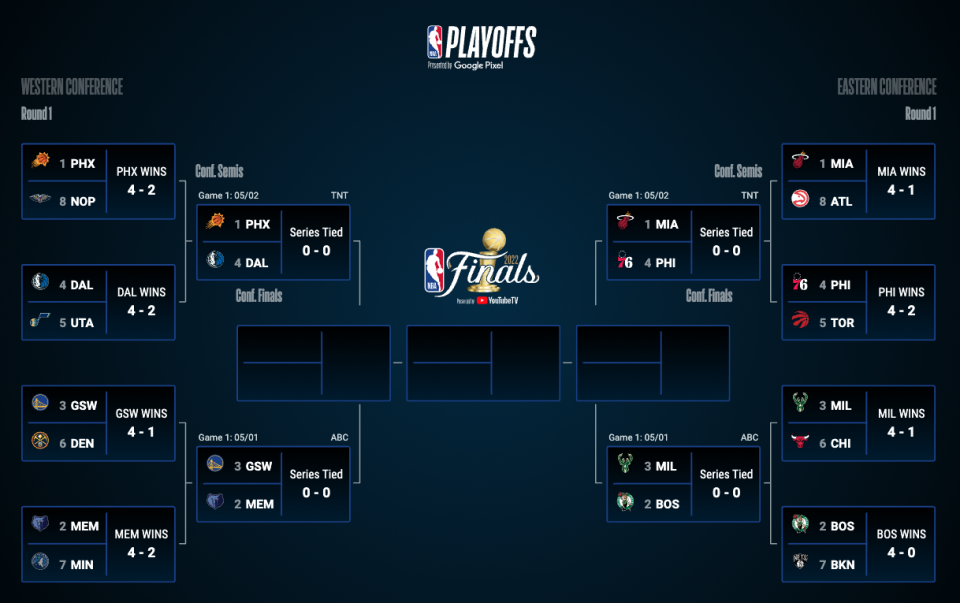 NBA PLAYOFFS
Presented by Google Pixel
WESTERN CONFERENCE
Round 1
1 PHX
8 NOP
PHX WINS
4 - 2
4 DAL
5 UTA
DAL WINS
4 - 2
3 GSW
6 DEN
GSW WINS
4 - 1
2 MEM
7 MIN
MEM WINS
4 - 2
Conf. Semis
Game 1: 05/02 TNT
1 PHX
4 DAL
Series Tied
0 - 0
Conf. Finals
Game 1: 05/01 ABC
3 GSW
2 MEM
Series Tied
0 - 0
2022
NBA Finals
Presented by YouTube TV
Conf. Semis
Game 1: 05/02 TNT
1 MIA
4 PHI
Series Tied
0 - 0
Conf. Finals
Game 1: 05/01 ABC
3 MIL
2 BOS
Series Tied
0 - 0
EASTERN CONFERENCE
Round 1
1 MIA
8 ATL
MIA WINS
4 - 1
4 PHI
5 TOR
PHI WINS
4 - 2
3 MIL
6 CHI
MIL WINS
4 - 1
2 BOS
7 BKN
BOS WINS
4 - 0